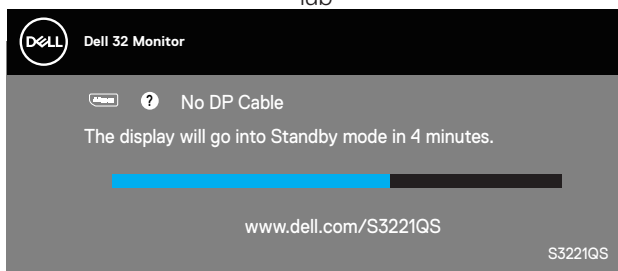 lab
DELL
Dell 32 Monitor
? No DP Cable
The display will go into Standby mode in 4 minutes.
www.dell.com/S3221QS
S3221QS